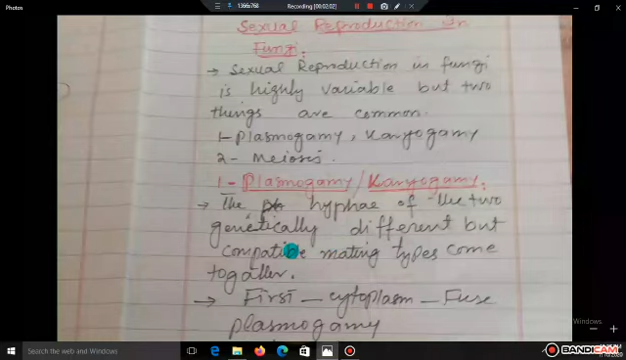 Photos
1366x768
Recording [00:02:02]
Sexual Reproduction In
Fungi:
→ Sexual Reproduction in fungi
is highly variable but two
things are common.
1- Plasmogamy, Karyogamy
2- Meiosis.
1- Plasmogamy/Karyogamy:
→ The hyphae of the two
genetically different but
compatible mating types come
togather.
→ First – cytoplasm – Fuse
plasmogamy
Windows
Search the web and Windows
BANDICAM